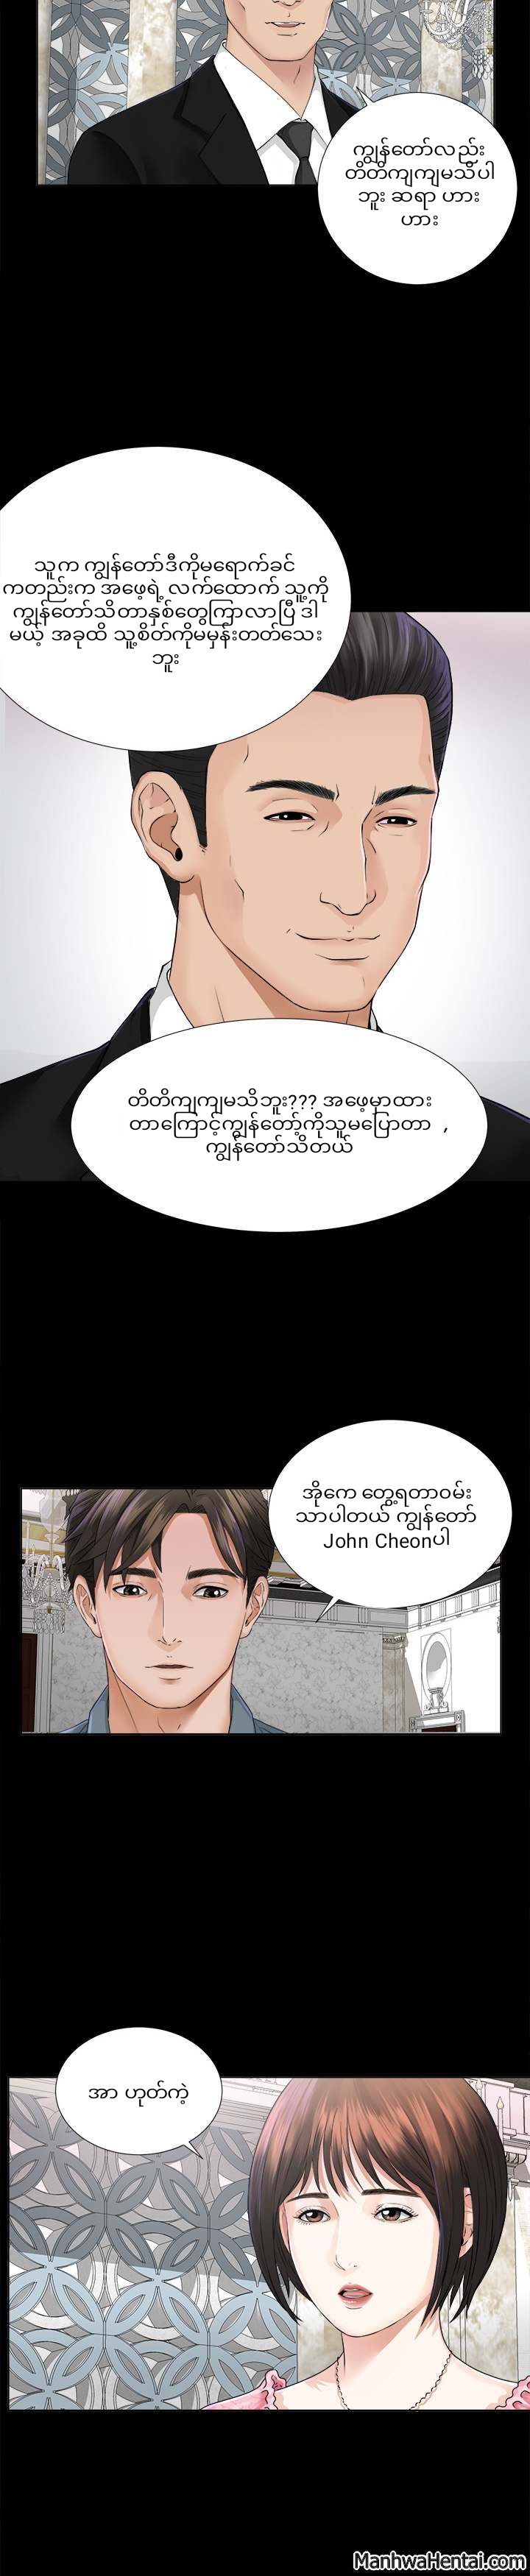 ကျွန်တော်လည်း
တိတိကျကျမသိပါ
ဘူး ဆရာ ဟား
ဟား
သူက ကျွန်တော်ဒီကိုမရောက်ခင်
ကတည်းက အဖေ့ရဲ့ လက်ထောက် သူ့ကို
ကျွန်တော်သိတာနှစ်တွေကြာလာပြီ ဒါ
မယ့် အခုထိ သူ့စိတ်ကိုမမှန်းတတ်သေး
ဘူး
တိတိကျကျမသိဘူး??? အဖေ့မှာထား
တာကြောင့်ကျွန်တော့်ကိုသူမပြောတာ ,
ကျွန်တော်သိတယ်
အိုကေ တွေ့ရတာဝမ်း
သာပါတယ် ကျွန်တော်
John Cheonပါ
အာ ဟုတ်ကဲ့
ManhwaHentai.com